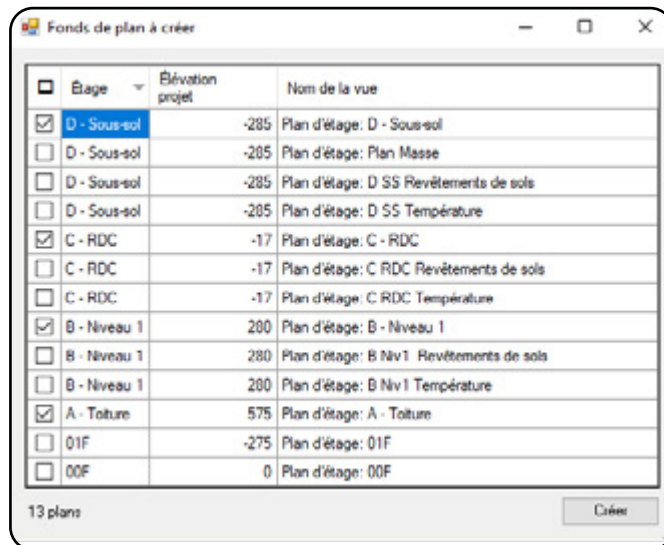 Fonds de plan à créer
Étage Élévation projet Nom de la vue
D - Sous-sol -285 Plan d'étage: D - Sous-sol
D - Sous-sol -285 Plan d'étage: Plan Masse
D - Sous-sol -285 Plan d'étage: D SS Revêtements de sols
D - Sous-sol -285 Plan d'étage: D SS Température
C - RDC -17 Plan d'étage: C - RDC
C - RDC -17 Plan d'étage: C RDC Revêtements de sols
C - RDC -17 Plan d'étage: C RDC Température
B - Niveau 1 280 Plan d'étage: B - Niveau 1
B - Niveau 1 280 Plan d'étage: B Niv1 Revêtements de sols
B - Niveau 1 280 Plan d'étage: B Niv1 Température
A - Toiture 575 Plan d'étage: A - Toiture
01F -275 Plan d'étage: 01F
00F 0 Plan d'étage: 00F
13 plans Créer